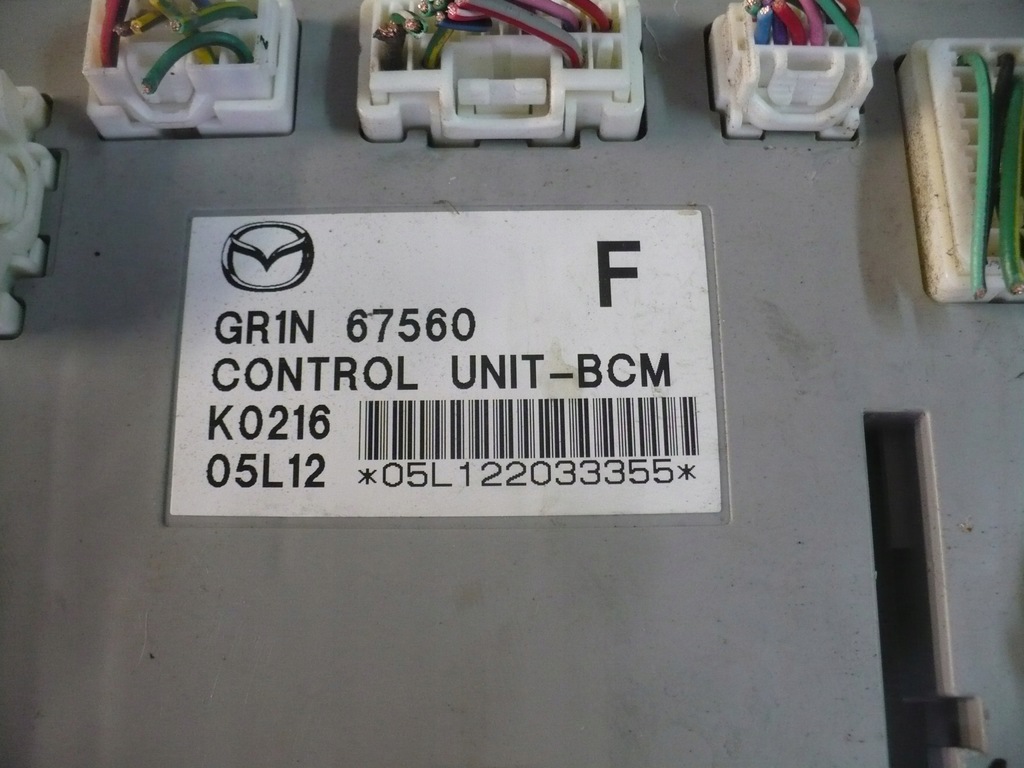 F
GR1N 67560
CONTROL UNIT-BCM
K0216
05L12 *05L122033355*